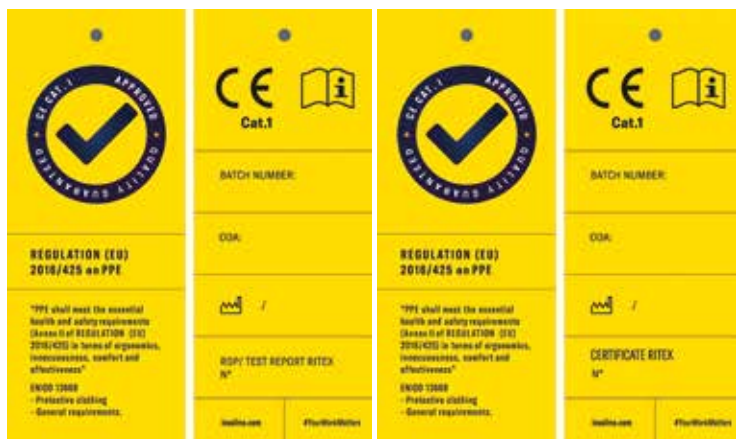 CE CAT. I APPROVED
QUALITY GUARANTEED
REGULATION (EU)
2016/425 on PPE
"PPE shall meet the essential
health and safety requirements
(Annex II of REGULATION (EU)
2016/425) in terms of ergonomics,
innocuousness, comfort and
effectiveness"
EN ISO 13688
- Protective clothing
- General requirements.
CE
Cat.1
BATCH NUMBER:
COA:
/
RSP/ TEST REPORT RITEX
N°
#YourWorkMatters
CE CAT. I APPROVED
QUALITY GUARANTEED
REGULATION (EU)
2016/425 on PPE
"PPE shall meet the essential
health and safety requirements
(Annex II of REGULATION (EU)
2016/425) in terms of ergonomics,
innocuousness, comfort and
effectiveness"
EN ISO 13688
- Protective clothing
- General requirements.
CE
Cat.1
BATCH NUMBER:
COA:
/
CERTIFICATE RITEX
N°
#YourWorkMatters